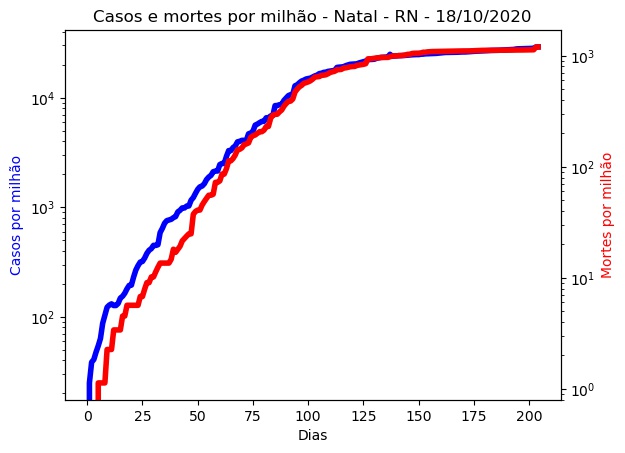 Casos e mortes por milhão - Natal - RN - 18/10/2020
Casos por milhão
10^4
10^3
10^2
10^3
10^2
10^1
10^0
Mortes por milhão
0 25 50 75 100 125 150 175 200
Dias